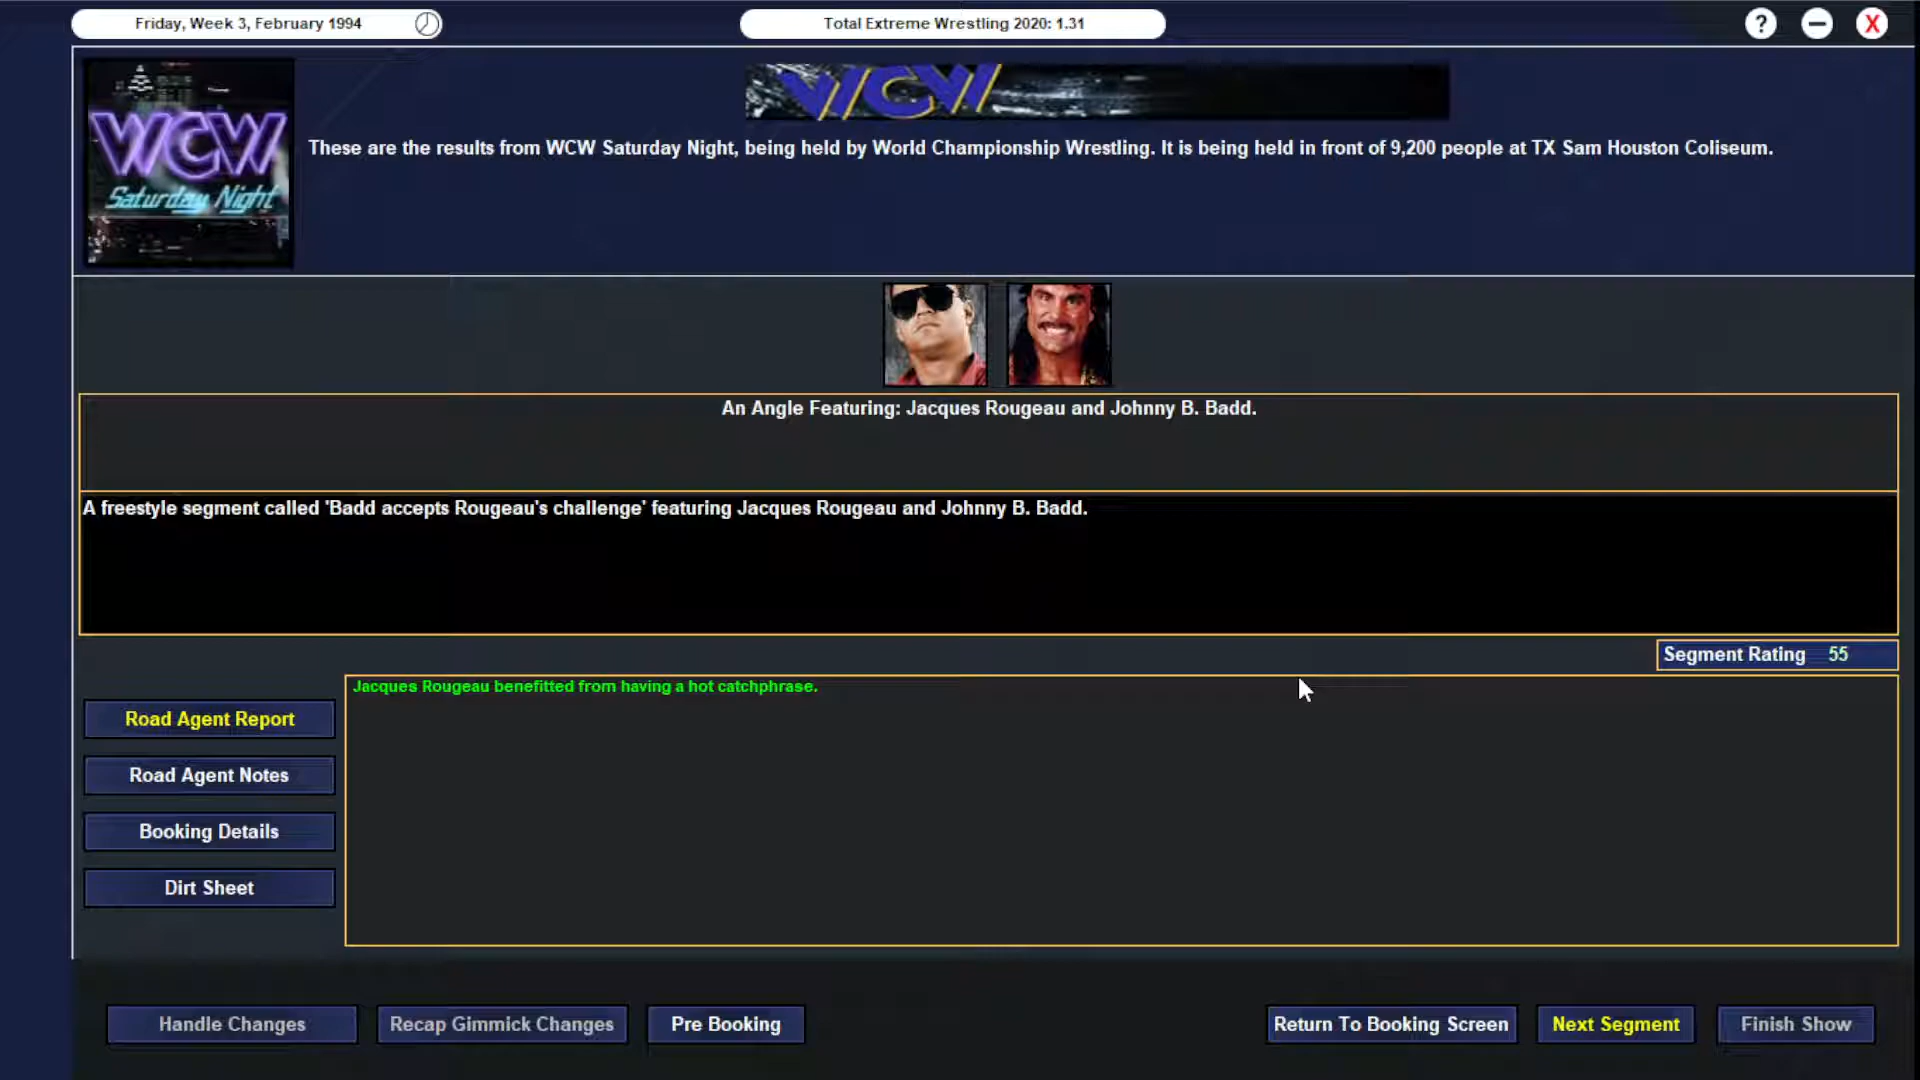 Friday, Week 3, February 1994
Total Extreme Wrestling 2020: 1.31
?
X
WCW
WCW
Saturday Night
These are the results from WCW Saturday Night, being held by World Championship Wrestling. It is being held in front of 9,200 people at TX Sam Houston Coliseum.
An Angle Featuring: Jacques Rougeau and Johnny B. Badd.
A freestyle segment called 'Badd accepts Rougeau's challenge' featuring Jacques Rougeau and Johnny B. Badd.
Segment Rating 55
Jacques Rougeau benefitted from having a hot catchphrase.
Road Agent Report
Road Agent Notes
Booking Details
Dirt Sheet
Handle Changes
Recap Gimmick Changes
Pre Booking
Return To Booking Screen
Next Segment
Finish Show